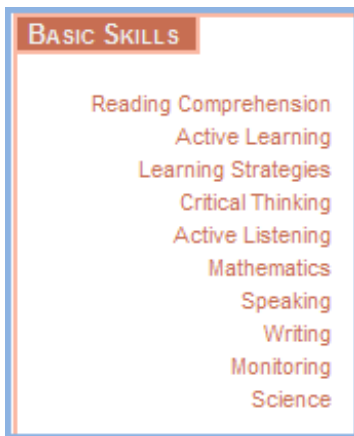 BASIC SKILLS
Reading Comprehension
Active Learning
Learning Strategies
Critical Thinking
Active Listening
Mathematics
Speaking
Writing
Monitoring
Science